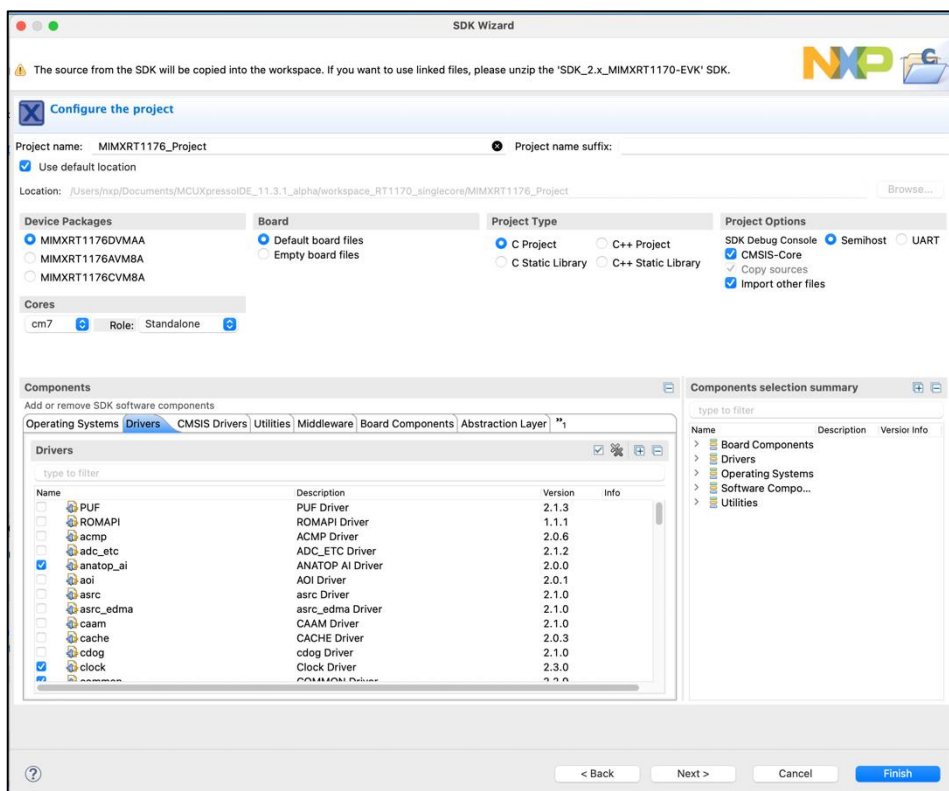 SDK Wizard
The source from the SDK will be copied into the workspace. If you want to use linked files, please unzip the 'SDK_2.x_MIMXRT1170-EVK' SDK.
NXP
Configure the project
Project name: MIMXRT1176_Project Project name suffix:
Use default location
Location: /Users/nxp/Documents/MCUXpressoIDE_11.3.1_alpha/workspace_RT1170_singlecore/MIMXRT1176_Project Browse...
Device Packages Board Project Type Project Options
MIMXRT1176DVMAA Default board files C Project C++ Project SDK Debug Console Semihost UART
MIMXRT1176AVM8A Empty board files C Static Library C++ Static Library CMSIS-Core
MIMXRT1176CVM8A Copy sources
Import other files
Cores
cm7 Role: Standalone
Components Components selection summary
Add or remove SDK software components type to filter
Operating Systems Drivers CMSIS Drivers Utilities Middleware Board Components Abstraction Layer »1
Name Description Version Info
Drivers Board Components
type to filter Drivers
Operating Systems
Name Description Version Info Software Compo...
PUF PUF Driver 2.1.3 Utilities
ROMAPI ROMAPI Driver 1.1.1
acmp ACMP Driver 2.0.6
adc_etc ADC_ETC Driver 2.1.2
anatop_ai ANATOP AI Driver 2.0.0
aoi AOI Driver 2.0.1
asrc asrc Driver 2.1.0
asrc_edma asrc_edma Driver 2.1.0
caam CAAM Driver 2.1.0
cache CACHE Driver 2.0.3
cdog cdog Driver 2.1.0
clock Clock Driver 2.3.0
common COMMON Driver
< Back Next > Cancel Finish